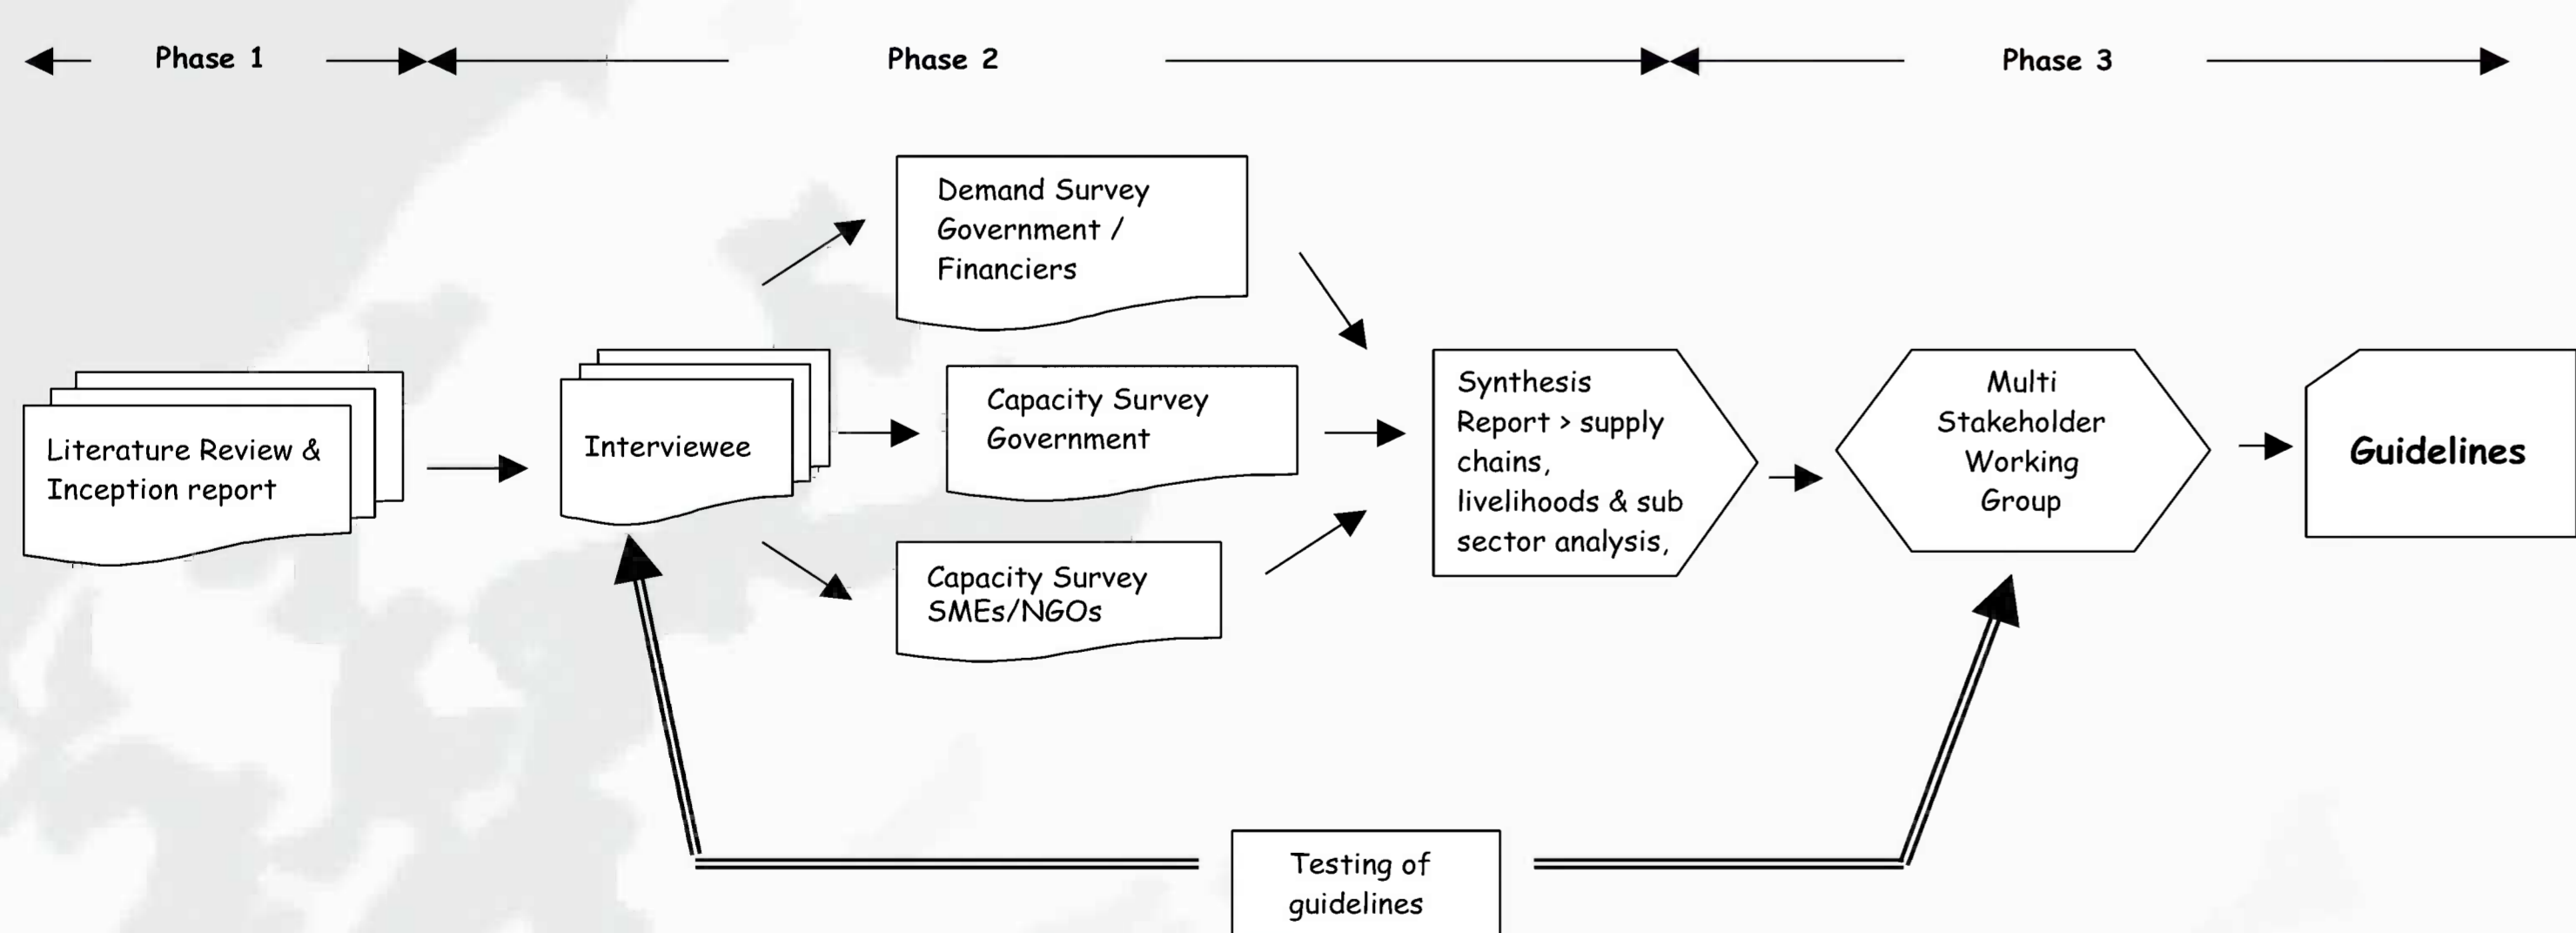 Phase 1
Phase 2
Phase 3
Demand Survey
Government /
Financiers
Literature Review &
Inception report
Interviewee
Capacity Survey
Government
Capacity Survey
SMEs/NGOs
Synthesis
Report > supply
chains,
livelihoods & sub
sector analysis,
Multi
Stakeholder
Working
Group
Guidelines
Testing of
guidelines